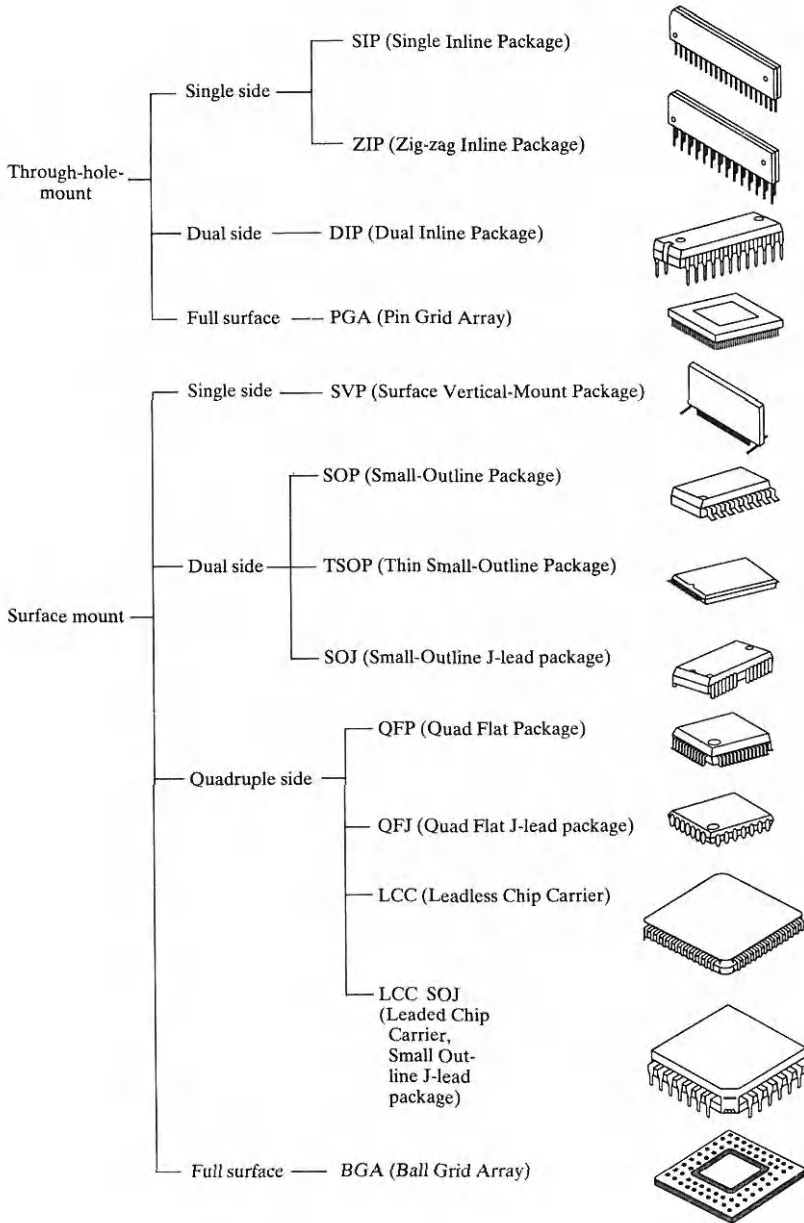 SIP (Single Inline Package)
Single side
ZIP (Zig-zag Inline Package)
Through-hole-
mount
Dual side
DIP (Dual Inline Package)
Full surface
PGA (Pin Grid Array)
Single side
SVP (Surface Vertical-Mount Package)
SOP (Small-Outline Package)
Dual side
TSOP (Thin Small-Outline Package)
Surface mount
SOJ (Small-Outline J-lead package)
QFP (Quad Flat Package)
Quadruple side
QFJ (Quad Flat J-lead package)
LCC (Leadless Chip Carrier)
LCC SOJ
(Leaded Chip
Carrier,
Small Out-
line J-lead
package)
Full surface
BGA (Ball Grid Array)